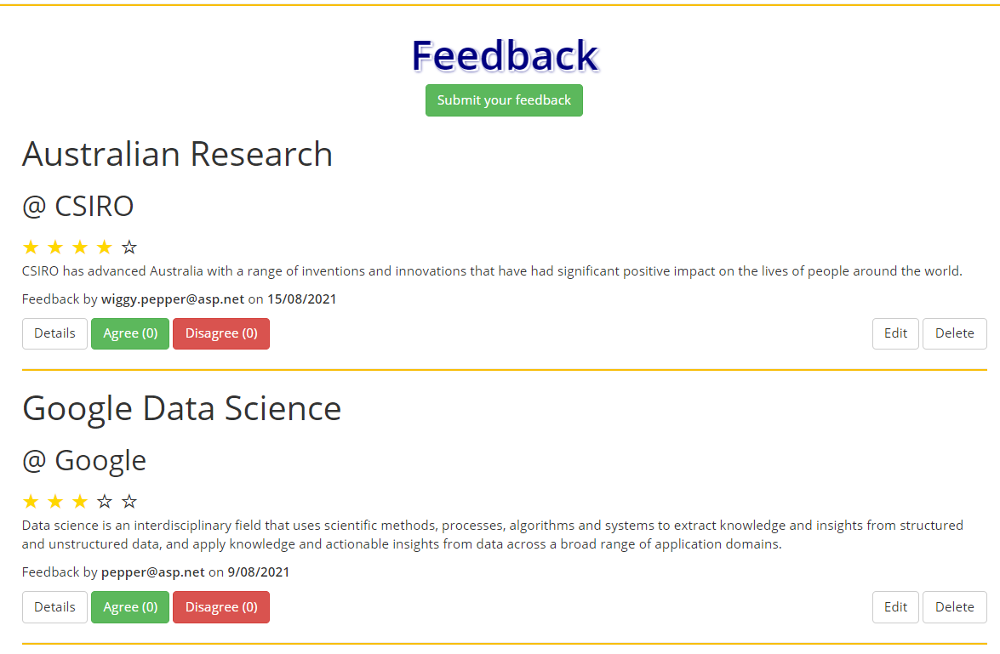 Feedback
Submit your feedback
Australian Research
@ CSIRO
CSIRO has advanced Australia with a range of inventions and innovations that have had significant positive impact on the lives of people around the world.
Feedback by wiggy.pepper@asp.net on 15/08/2021
Details Agree (0) Disagree (0) Edit Delete
Google Data Science
@ Google
Data science is an interdisciplinary field that uses scientific methods, processes, algorithms and systems to extract knowledge and insights from structured
and unstructured data, and apply knowledge and actionable insights from data across a broad range of application domains.
Feedback by pepper@asp.net on 9/08/2021
Details Agree (0) Disagree (0) Edit Delete